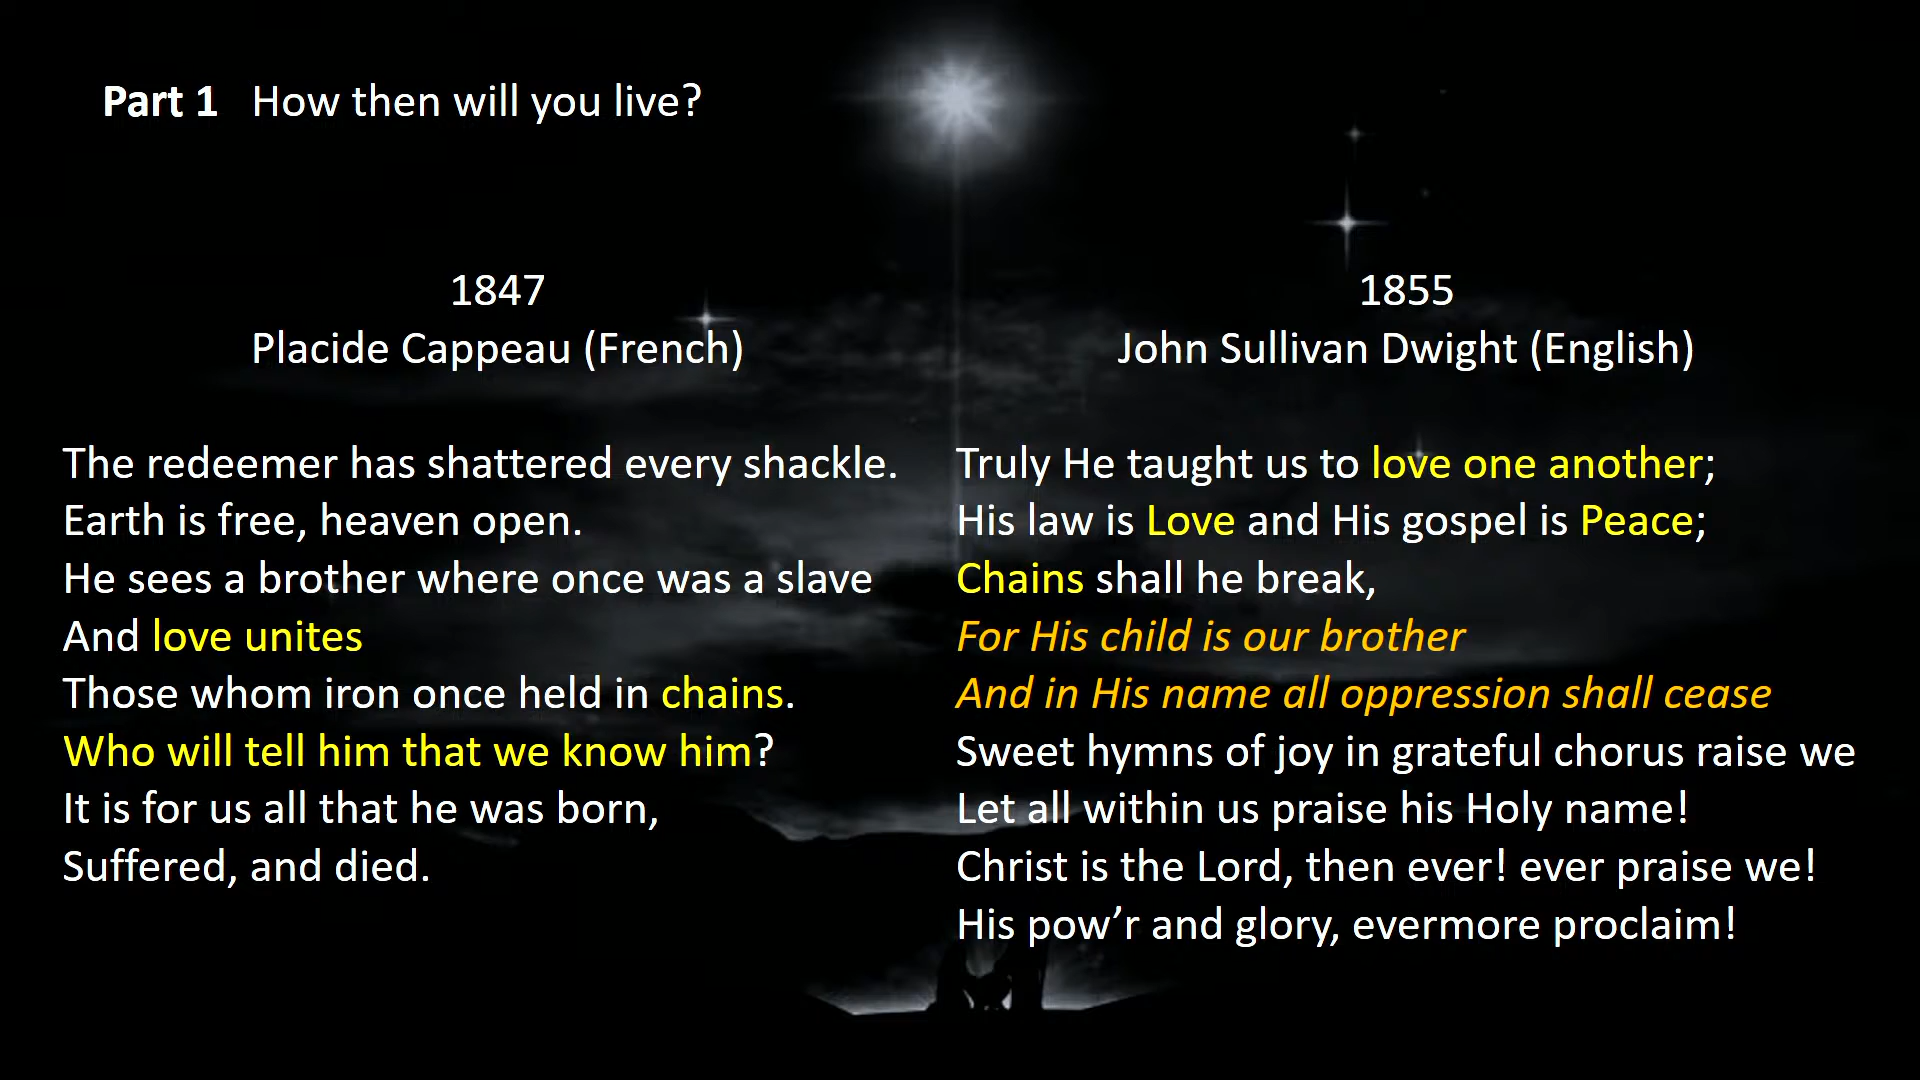 Part 1 How then will you live?
1847
Placide Cappeau (French)
The redeemer has shattered every shackle.
Earth is free, heaven open.
He sees a brother where once was a slave
And love unites
Those whom iron once held in chains.
Who will tell him that we know him?
It is for us all that he was born,
Suffered, and died.
1855
John Sullivan Dwight (English)
Truly He taught us to love one another;
His law is Love and His gospel is Peace;
Chains shall he break,
For His child is our brother
And in His name all oppression shall cease
Sweet hymns of joy in grateful chorus raise we
Let all within us praise his Holy name!
Christ is the Lord, then ever! ever praise we!
His pow’r and glory, evermore proclaim!